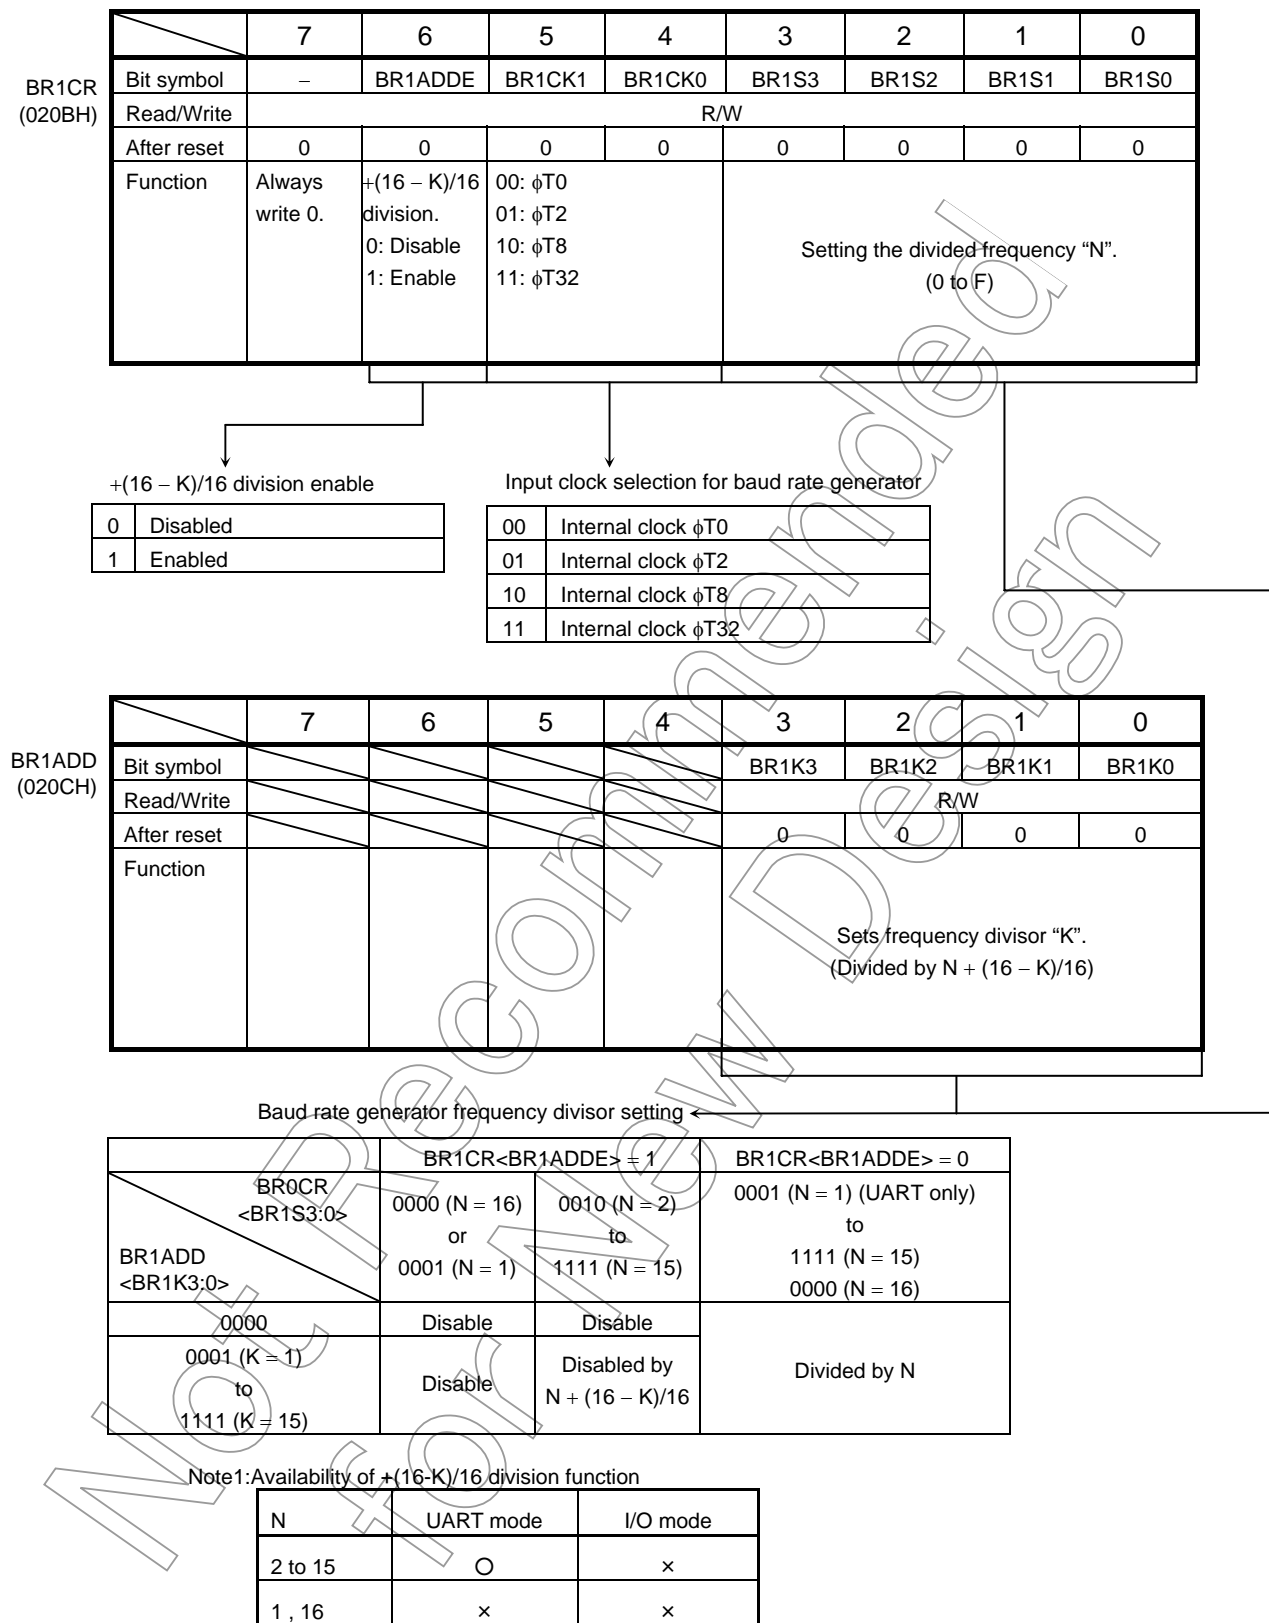 7 6 5 4 3 2 1 0
BR1CR
(020BH)
Bit symbol − BR1ADDE BR1CK1 BR1CK0 BR1S3 BR1S2 BR1S1 BR1S0
Read/Write R/W
After reset 0 0 0 0 0 0 0 0
Function Always +(16 − K)/16 00: ϕT0
write 0. division. 01: ϕT2
0: Disable 10: ϕT8 Setting the divided frequency “N”.
1: Enable 11: ϕT32 (0 to F)
+(16 − K)/16 division enable
0 Disabled
1 Enabled
Input clock selection for baud rate generator
00 Internal clock ϕT0
01 Internal clock ϕT2
10 Internal clock ϕT8
11 Internal clock ϕT32
7 6 5 4 3 2 1 0
BR1ADD
(020CH)
Bit symbol BR1K3 BR1K2 BR1K1 BR1K0
Read/Write R/W
After reset 0 0 0 0
Function
Sets frequency divisor “K”.
(Divided by N + (16 − K)/16)
Baud rate generator frequency divisor setting
BR1CR<BR1ADDE> = 1 BR1CR<BR1ADDE> = 0
BR0CR
<BR1S3:0>
BR1ADD
<BR1K3:0>
0000 (N = 16)
or
0001 (N = 1)
0010 (N = 2)
to
1111 (N = 15)
0001 (N = 1) (UART only)
to
1111 (N = 15)
0000 (N = 16)
0000 Disable Disable
0001 (K = 1)
to
1111 (K = 15)
Disable
Disabled by
N + (16 − K)/16
Divided by N
Note1:Availability of +(16-K)/16 division function
N UART mode I/O mode
2 to 15 ○ ×
1 , 16 × ×
Not Recommended
for New Design